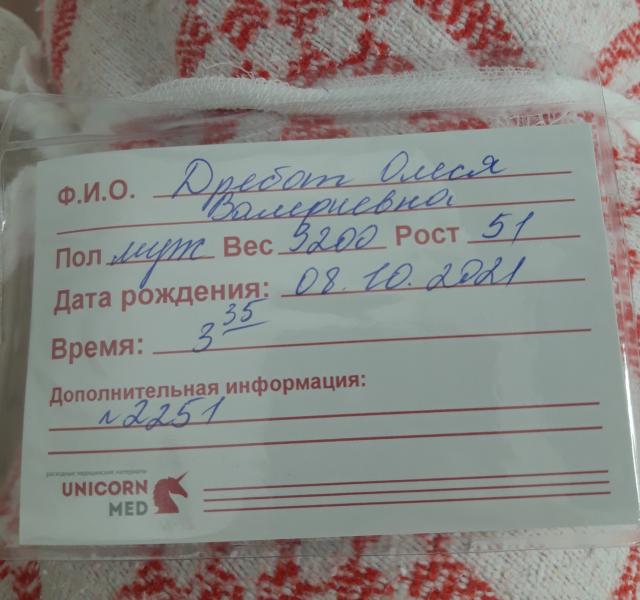 Ф.И.О. Дребот Олеся
Валериевна
Пол муж Вес 3200 Рост 51
Дата рождения: 08.10.2021
Время: 3 35
Дополнительная информация:
№2251
расходные медицинские материалы
UNICORN
MED